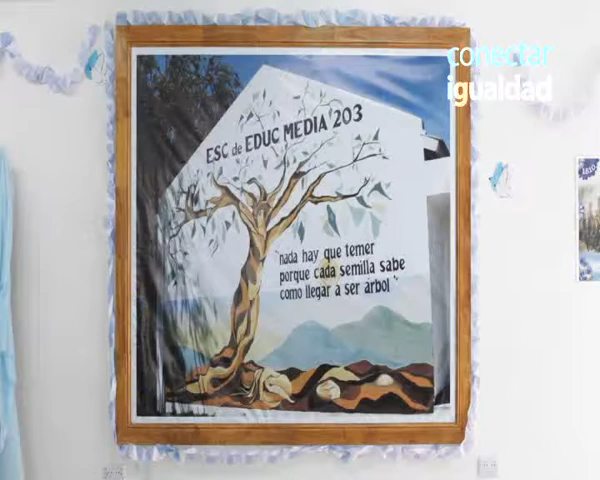 conectar
igualdad
ESC de EDUC MEDIA 203
"nada hay que temer
porque cada semilla sabe
como llegar a ser árbol"
1810